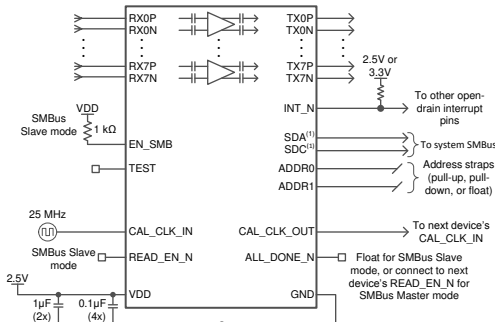 RX0P
RX0N
RX7P
RX7N
TX0P
TX0N
TX7P
TX7N
2.5V or
3.3V
INT_N
To other open-
drain interrupt
pins
VDD
SMBus
Slave mode
1 kΩ
EN_SMB
SDA(1)
SDC(1)
To system SMBus
TEST
ADDR0
ADDR1
Address straps
(pull-up, pull-
down, or float)
25 MHz
CAL_CLK_IN
CAL_CLK_OUT
To next device's
CAL_CLK_IN
SMBus Slave
mode
READ_EN_N
ALL_DONE_N
Float for SMBus Slave
mode, or connect to next
device's READ_EN_N for
SMBus Master mode
2.5V
VDD
GND
1μF
(2x)
0.1μF
(4x)